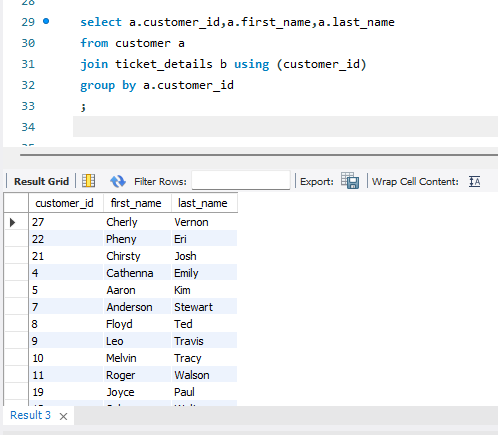 28
29 select a.customer_id,a.first_name,a.last_name
30 from customer a
31 join ticket_details b using (customer_id)
32 group by a.customer_id
33 ;
34
Result Grid Filter Rows: Export: Wrap Cell Content: IA
customer_id first_name last_name
27 Cherly Vernon
22 Pheny Eri
21 Chirsty Josh
4 Cathenna Emily
5 Aaron Kim
7 Anderson Stewart
8 Floyd Ted
9 Leo Travis
10 Melvin Tracy
11 Roger Walson
19 Joyce Paul
Result 3 ×